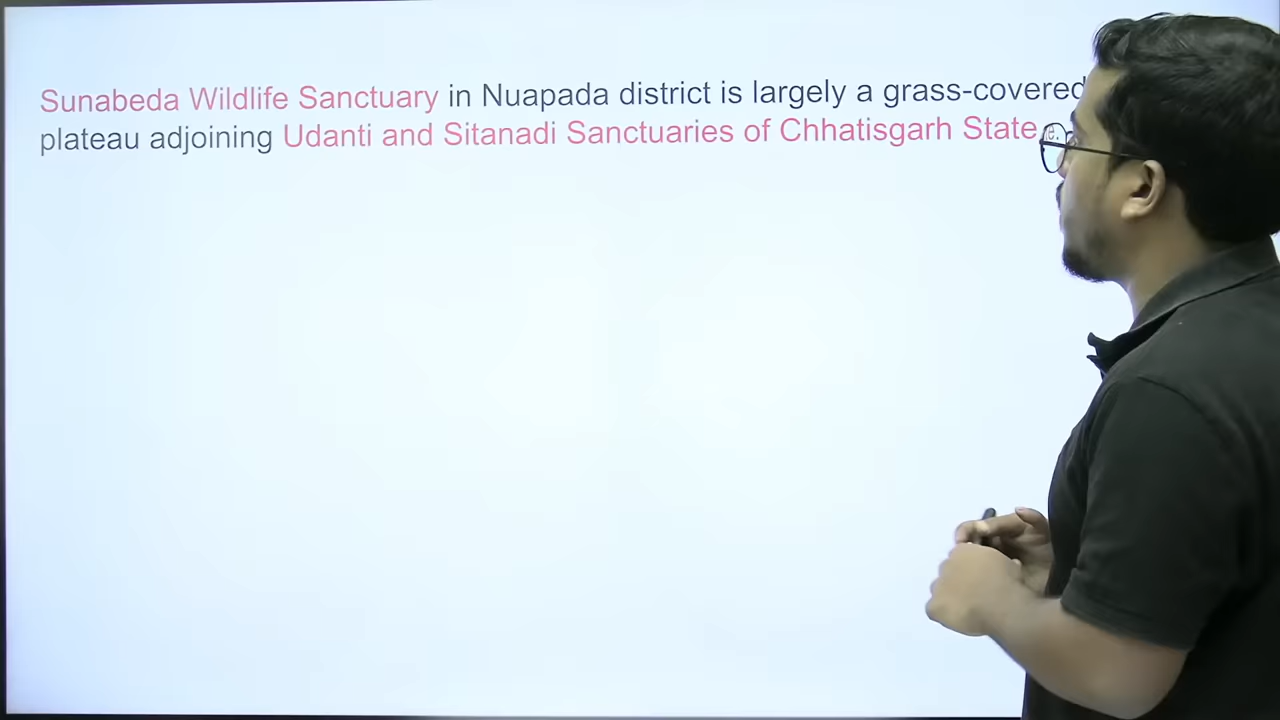 Sunabeda Wildlife Sanctuary in Nuapada district is largely a grass-covered
plateau adjoining Udanti and Sitanadi Sanctuaries of Chhatisgarh State.